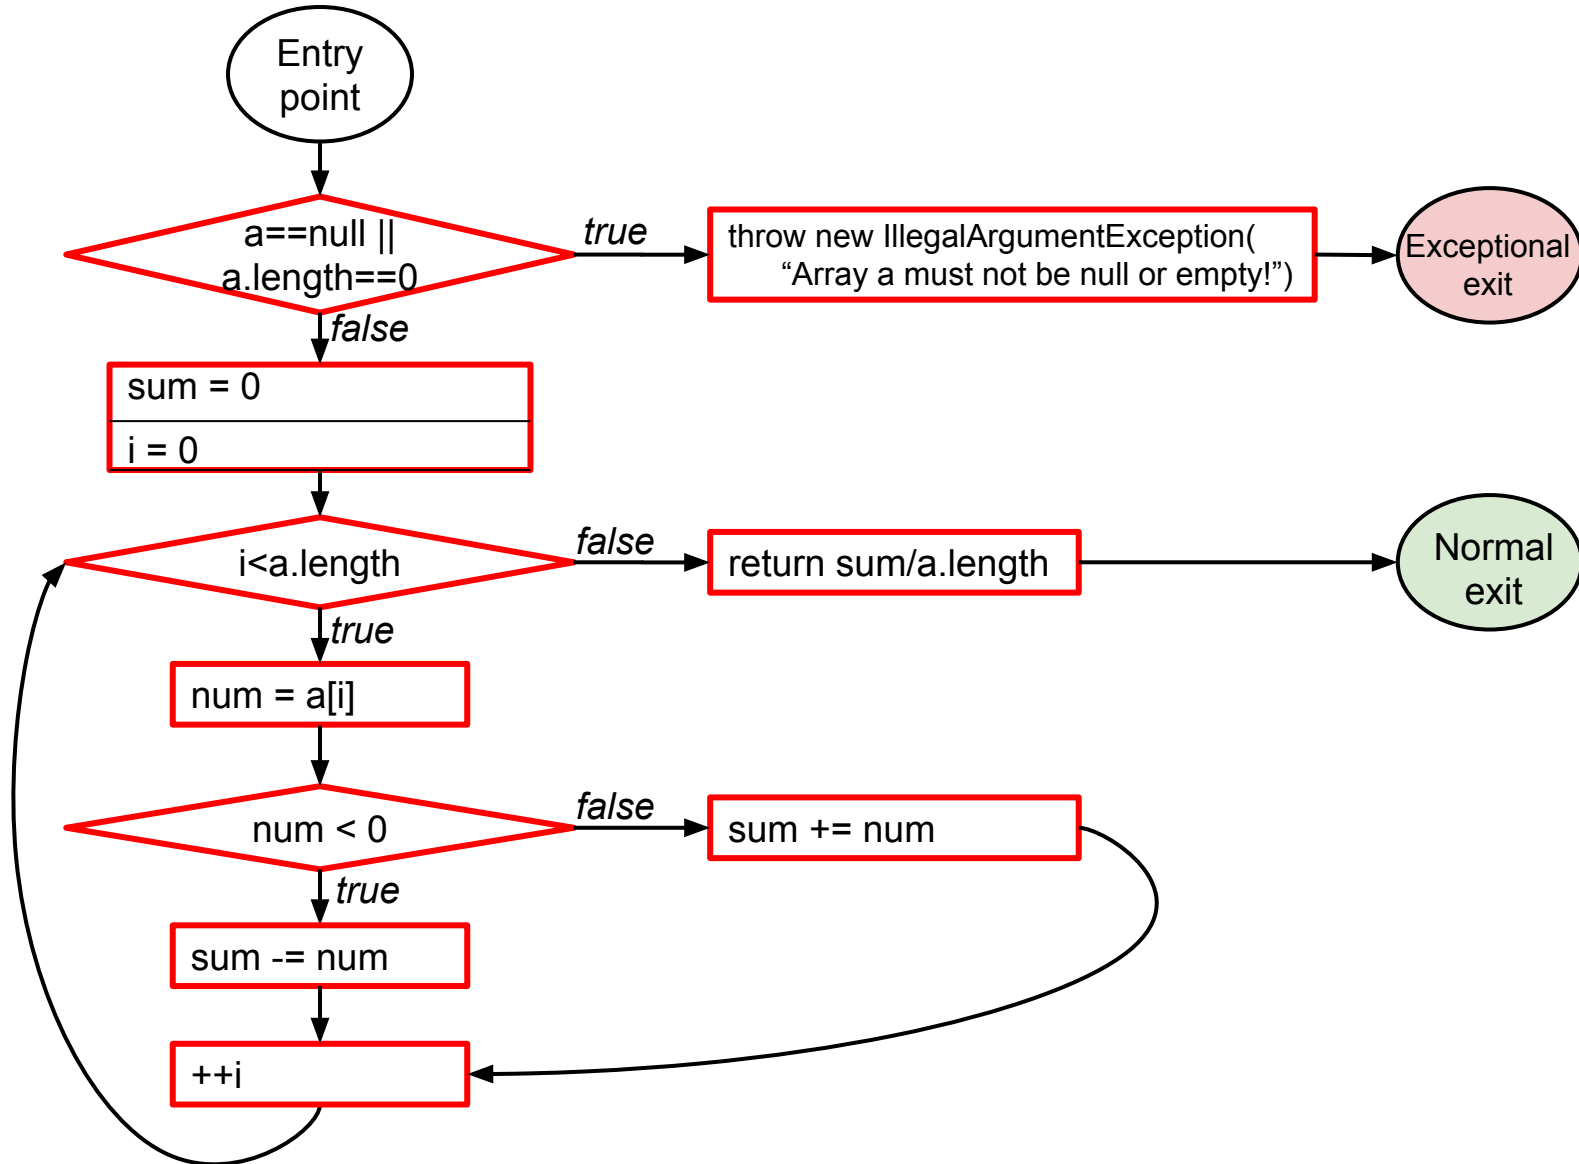 Entry
point
a==null ||
a.length==0
true
throw new IllegalArgumentException(
“Array a must not be null or empty!”)
Exceptional
exit
false
sum = 0
i = 0
i<a.length
false
return sum/a.length
Normal
exit
true
num = a[i]
num < 0
false
sum += num
true
sum -= num
++i